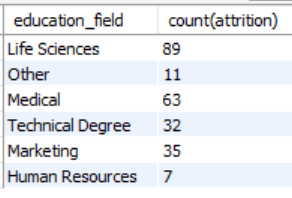 education_field count(attrition)
Life Sciences 89
Other 11
Medical 63
Technical Degree 32
Marketing 35
Human Resources 7